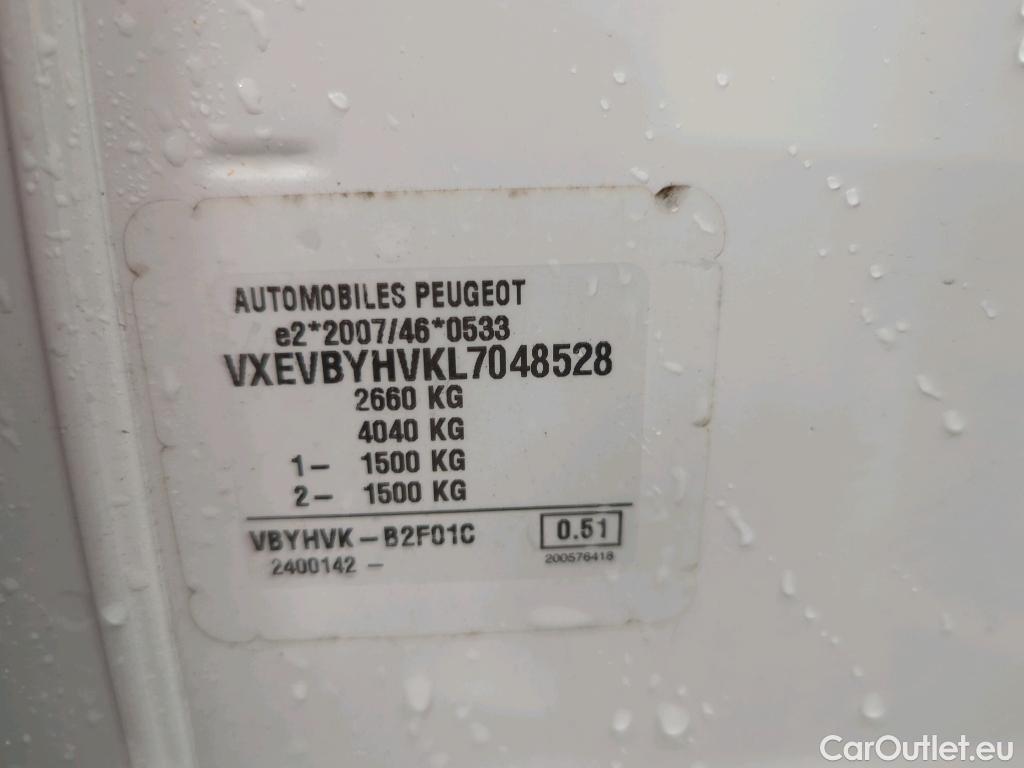 AUTOMOBILES PEUGEOT
e2*2007/46*0533
VXEVBYHVKL7048528
2660 KG
4040 KG
1- 1500 KG
2- 1500 KG
VBYHVK-B2F01C 0.51
2400142 - 200576418
CarOutlet.eu